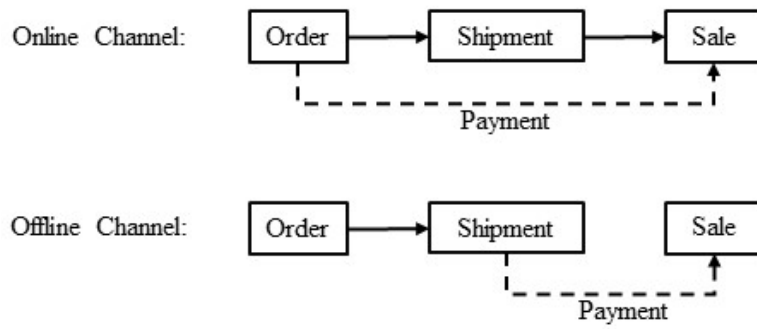 Online Channel: Order Shipment Sale
Payment
Offline Channel: Order Shipment Sale
Payment